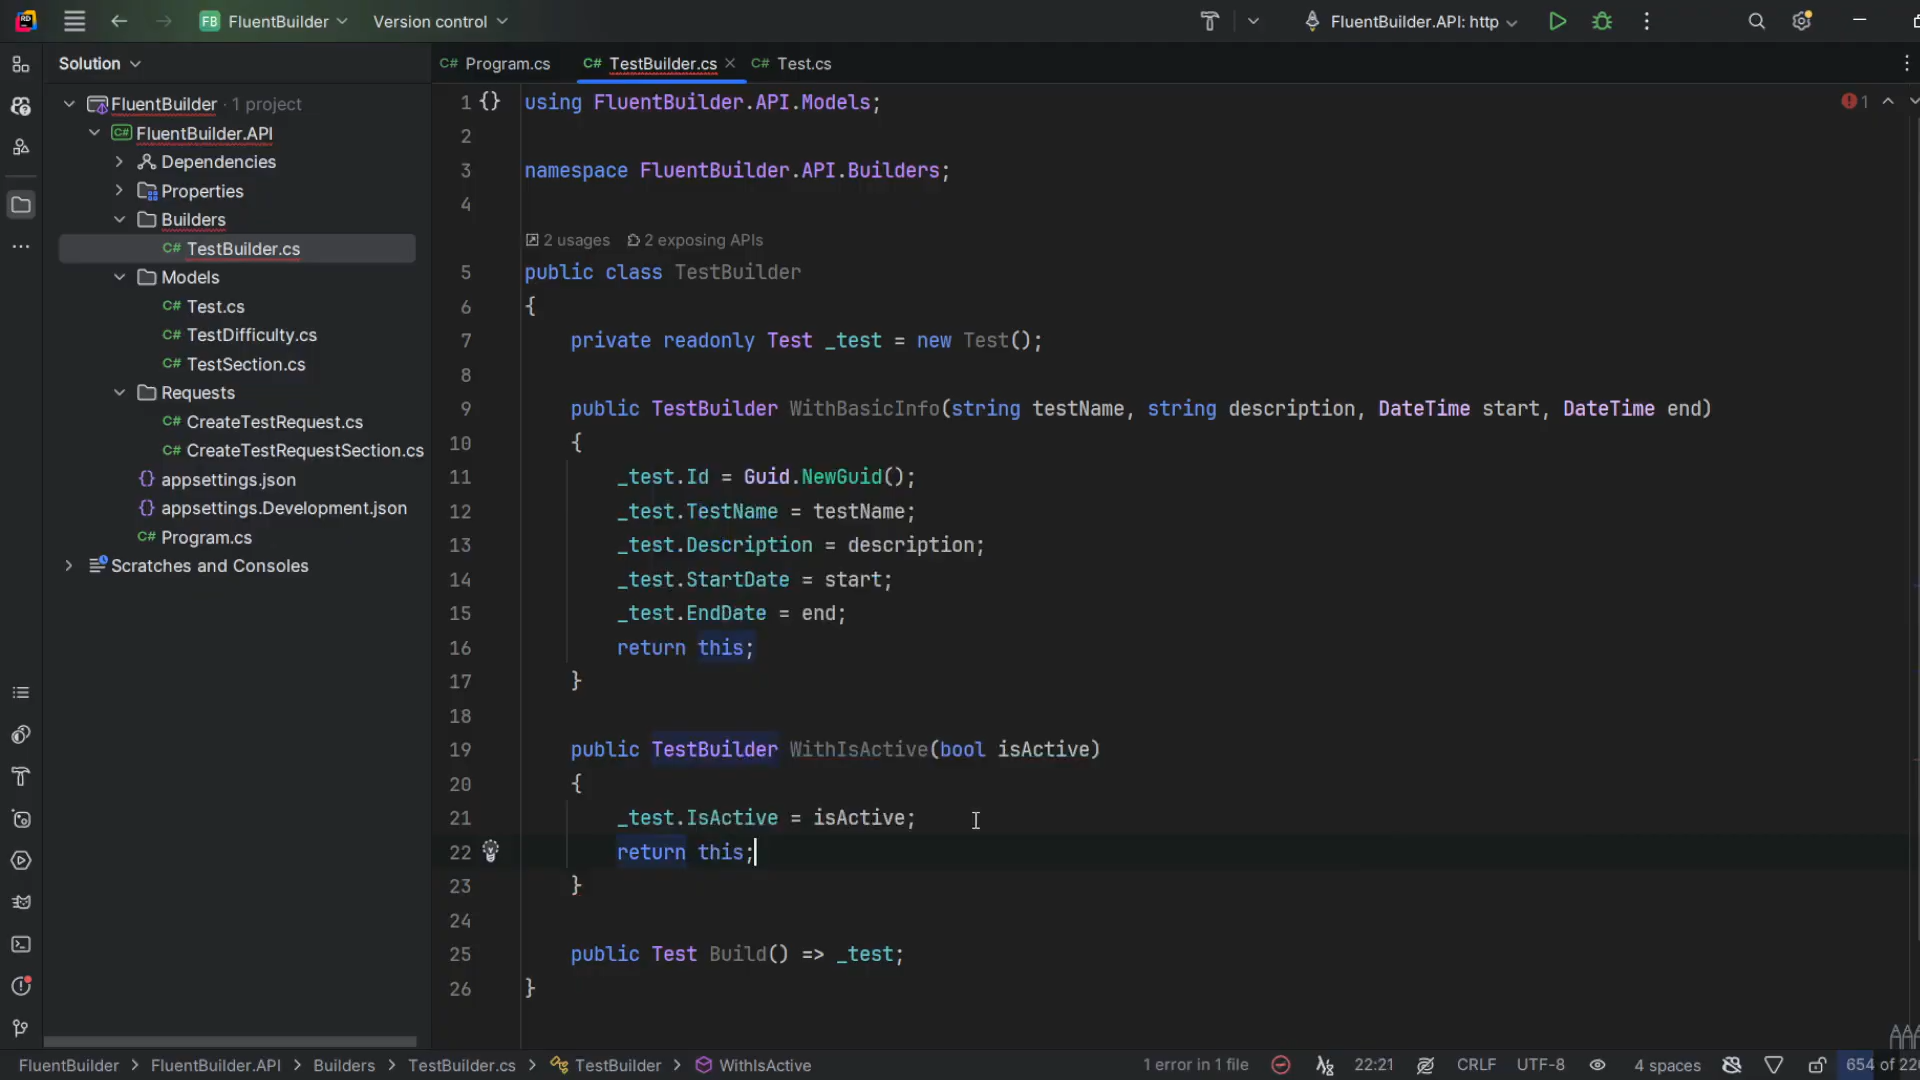 FB FluentBuilder Version control FluentBuilder.API: http
Solution
C# Program.cs C# TestBuilder.cs C# Test.cs
FluentBuilder · 1 project
C# FluentBuilder.API
Dependencies
Properties
Builders
C# TestBuilder.cs
Models
C# Test.cs
C# TestDifficulty.cs
C# TestSection.cs
Requests
C# CreateTestRequest.cs
C# CreateTestRequestSection.cs
{} appsettings.json
{} appsettings.Development.json
C# Program.cs
Scratches and Consoles
1 {} using FluentBuilder.API.Models; 1
2
3 namespace FluentBuilder.API.Builders;
4
2 usages 2 exposing APIs
5 public class TestBuilder
6 {
7 private readonly Test _test = new Test();
8
9 public TestBuilder WithBasicInfo(string testName, string description, DateTime start, DateTime end)
10 {
11 _test.Id = Guid.NewGuid();
12 _test.TestName = testName;
13 _test.Description = description;
14 _test.StartDate = start;
15 _test.EndDate = end;
16 return this;
17 }
18
19 public TestBuilder WithIsActive(bool isActive)
20 {
21 _test.IsActive = isActive;
22 return this;
23 }
24
25 public Test Build() => _test;
26 }
FluentBuilder > FluentBuilder.API > Builders > TestBuilder.cs > TestBuilder > WithIsActive 1 error in 1 file 22:21 CRLF UTF-8 4 spaces 654 of